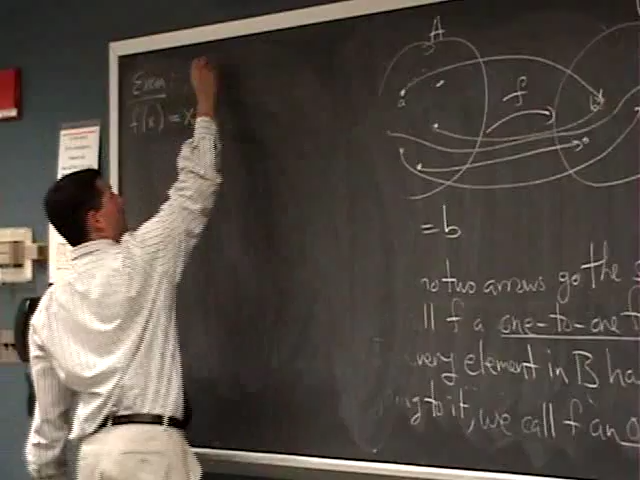 Exam
f(x) = x
A
f
a
b
= b
no two arrows go the
ll f a one-to-one f
very element in B ha
ng to it, we call f an o